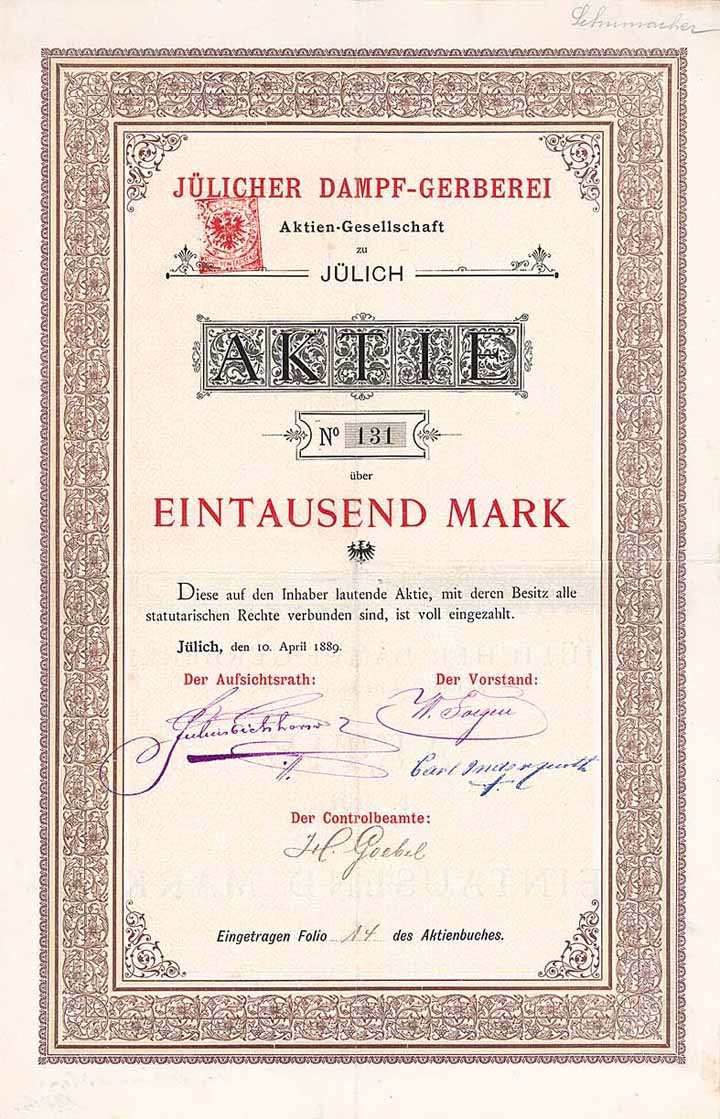 Schumacher
JÜLICHER DAMPF-GERBEREI
Aktien-Gesellschaft
zu
JÜLICH
AKTIE
Nº 131
über
EINTAUSEND MARK
Diese auf den Inhaber lautende Aktie, mit deren Besitz alle
statutarischen Rechte verbunden sind, ist voll eingezahlt.
Jülich, den 10. April 1889.
Der Aufsichtsrath: Der Vorstand:
Carl
Der Controlbeamte:
H. Goebel
Eingetragen Folio 14 des Aktienbuches.